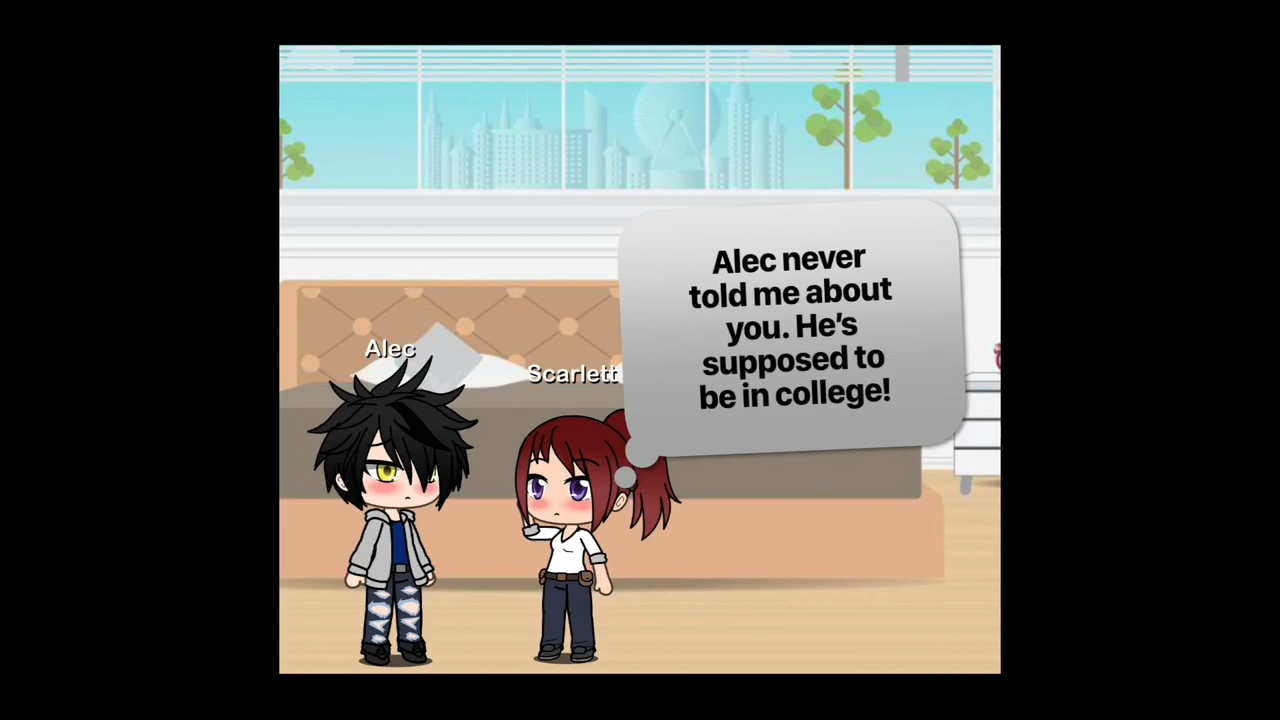 Alec
Scarlett
Alec never
told me about
you. He's
supposed to
be in college!